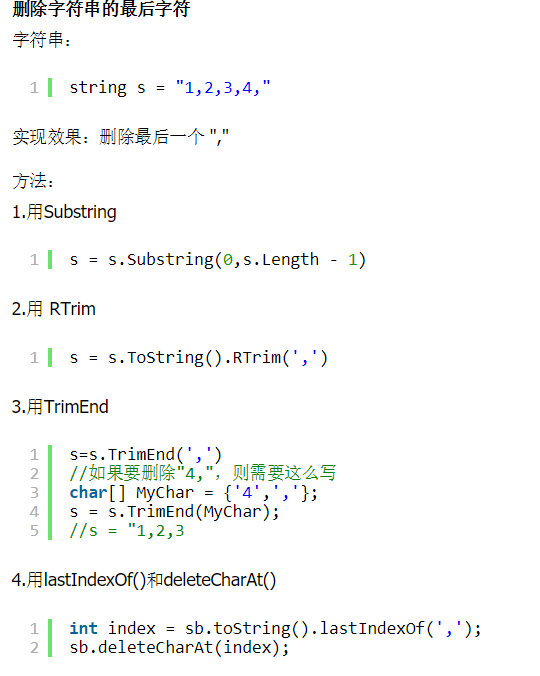 删除字符串的最后字符
字符串：
1 string s = "1,2,3,4,"
实现效果：删除最后一个 ","
方法：
1.用Substring
1 s = s.Substring(0,s.Length - 1)
2.用 RTrim
1 s = s.ToString().RTrim(',')
3.用TrimEnd
1 s=s.TrimEnd(',')
2 //如果要删除"4,"，则需要这么写
3 char[] MyChar = {'4',','};
4 s = s.TrimEnd(MyChar);
5 //s = "1,2,3
4.用lastIndexOf()和deleteCharAt()
1 int index = sb.toString().lastIndexOf(',');
2 sb.deleteCharAt(index);